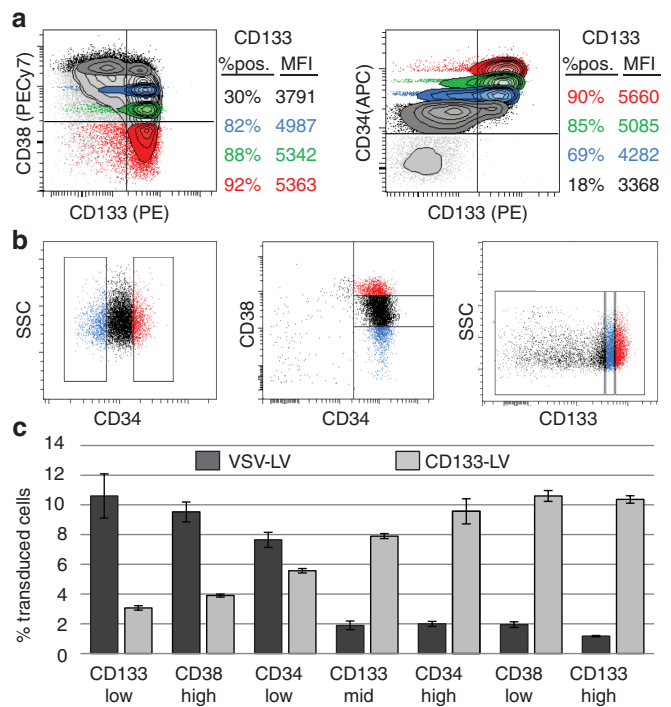 a
CD38 (PECy7)
CD133 (PE)
CD133
%pos. MFI
30% 3791
82% 4987
88% 5342
92% 5363
CD34(APC)
CD133 (PE)
CD133
%pos. MFI
90% 5660
85% 5085
69% 4282
18% 3368
b
SSC
CD34
CD38
CD34
SSC
CD133
c
% transduced cells
14
12
10
8
6
4
2
0
VSV-LV
CD133-LV
CD133 low
CD38 high
CD34 low
CD133 mid
CD34 high
CD38 low
CD133 high